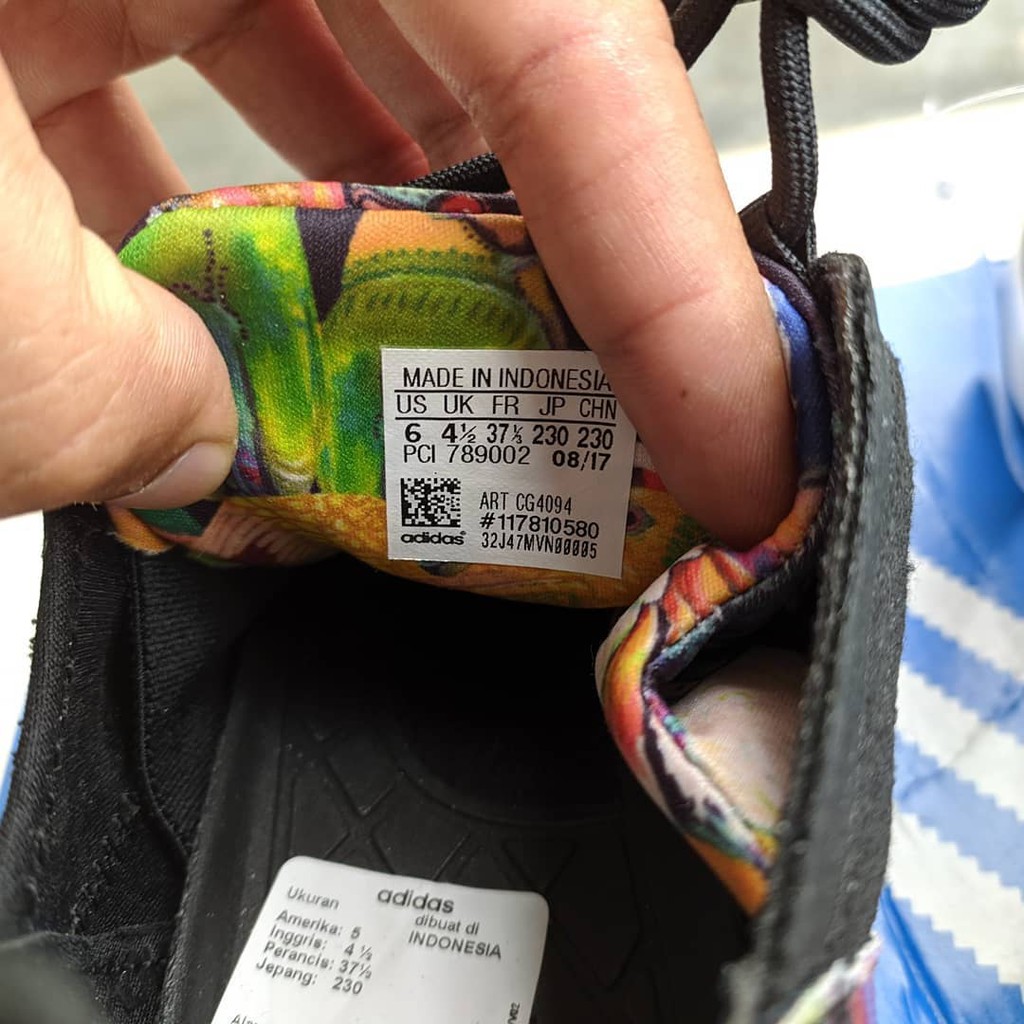 MADE IN INDONESIA
US UK FR JP CHN
6 4½ 37⅓ 230 230
PCI 789002 08/17
ART CG4094
#117810580
adidas® 32J47MVN00005
Ukuran adidas
dibuat di
INDONESIA
Amerika: 5
Inggris: 4 ½
Perancis: 37⅓
Jepang: 230